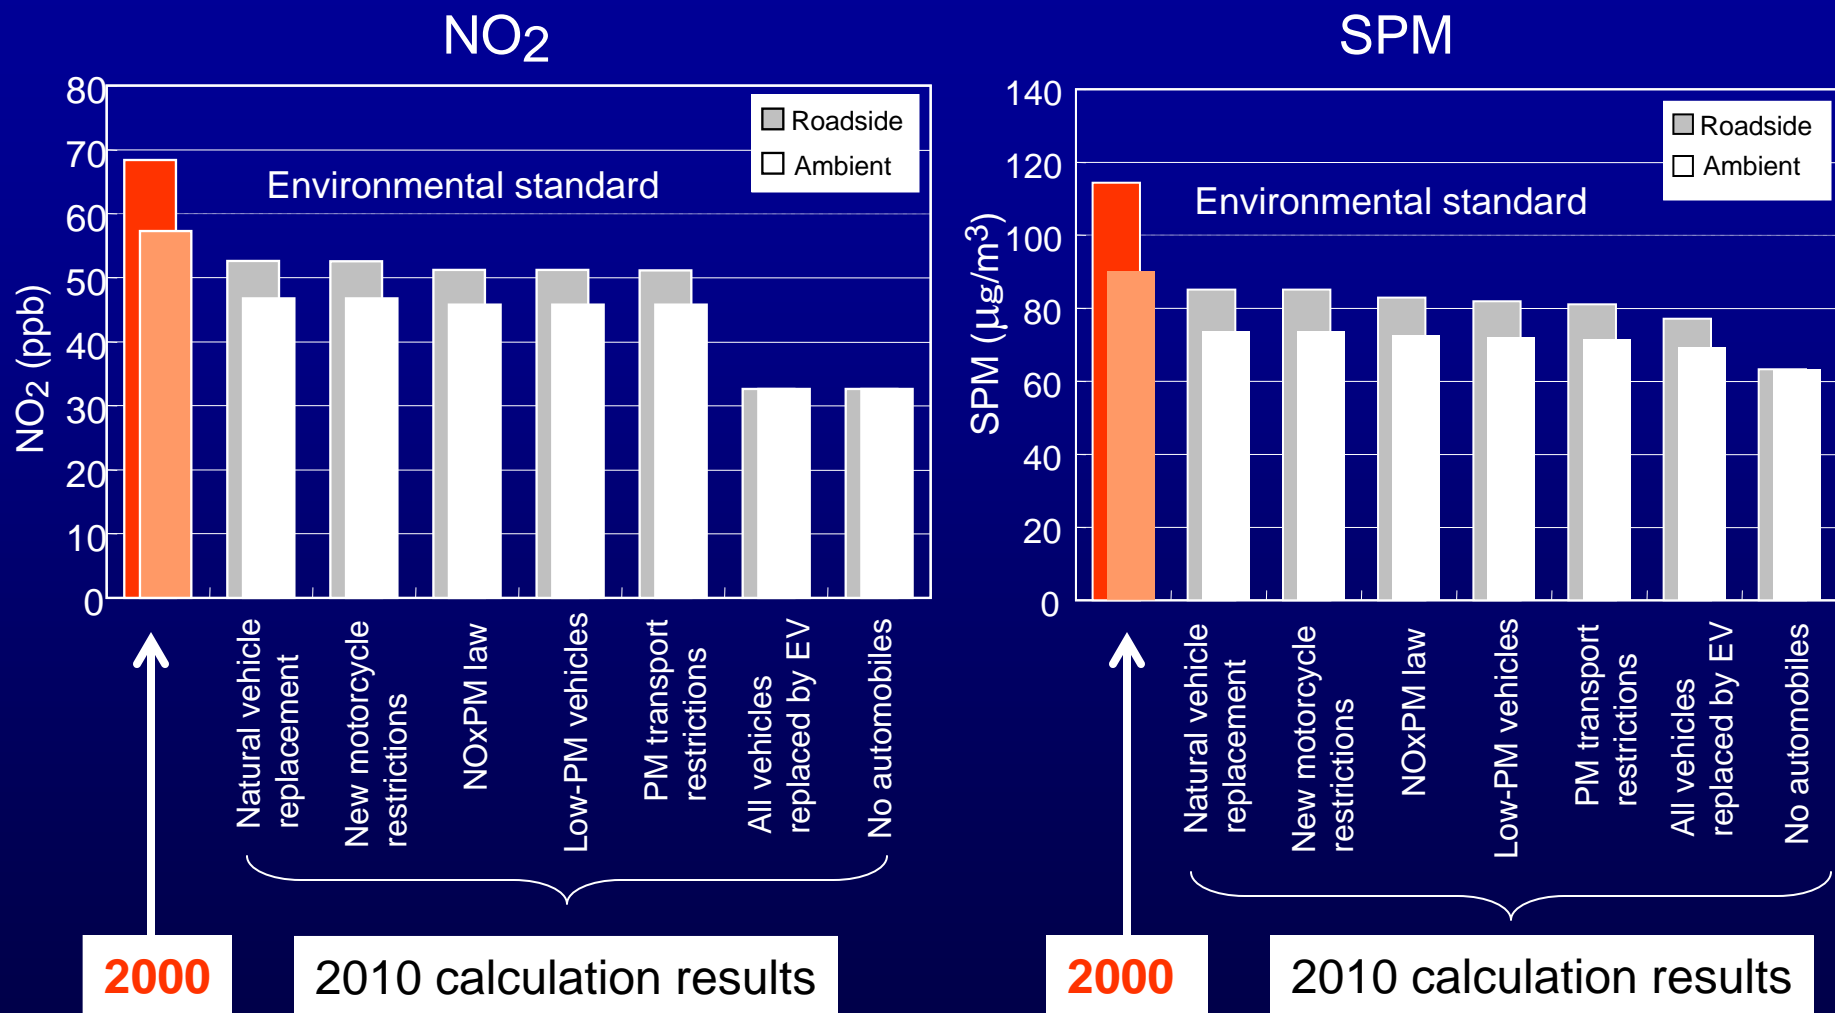 NO2
80
70
60
50
40
30
20
10
0
NO2 (ppb)
Roadside
Ambient
Environmental standard
Natural vehicle
replacement
New motorcycle
restrictions
NOxPM law
Low-PM vehicles
PM transport
restrictions
All vehicles
replaced by EV
No automobiles
2000
2010 calculation results
SPM
140
120
100
80
60
40
20
0
SPM (µg/m3)
Roadside
Ambient
Environmental standard
Natural vehicle
replacement
New motorcycle
restrictions
NOxPM law
Low-PM vehicles
PM transport
restrictions
All vehicles
replaced by EV
No automobiles
2000
2010 calculation results